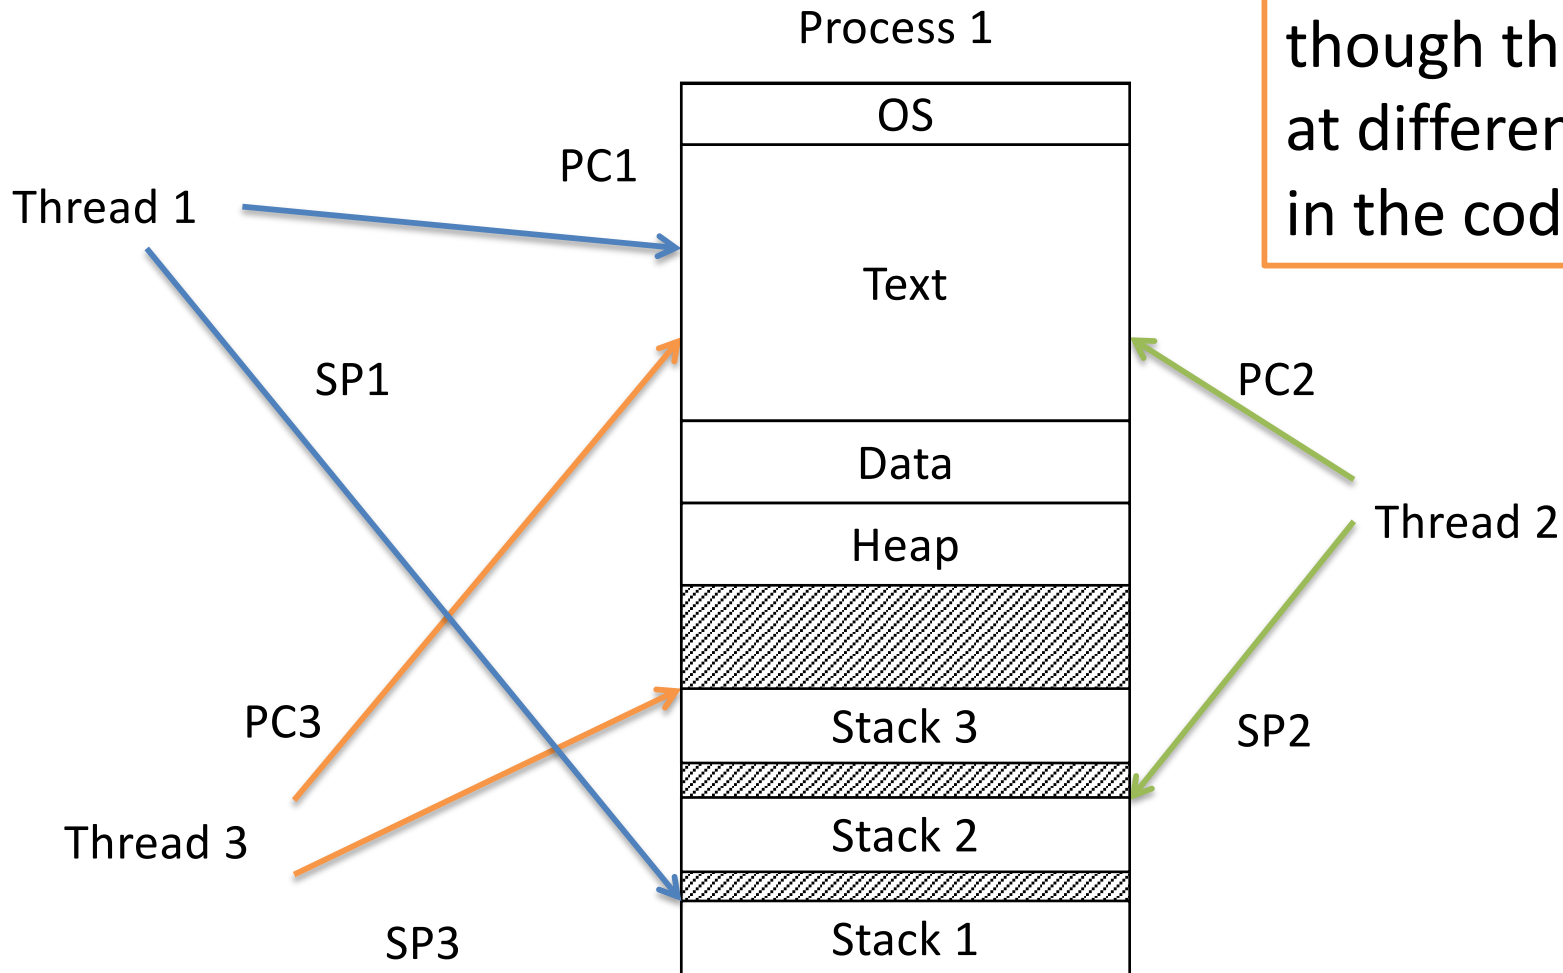 Process 1
though th
at differen
in the cod
OS
PC1
Thread 1
Text
SP1
PC2
Data
Thread 2
Heap
PC3
Stack 3
SP2
Thread 3
Stack 2
SP3
Stack 1